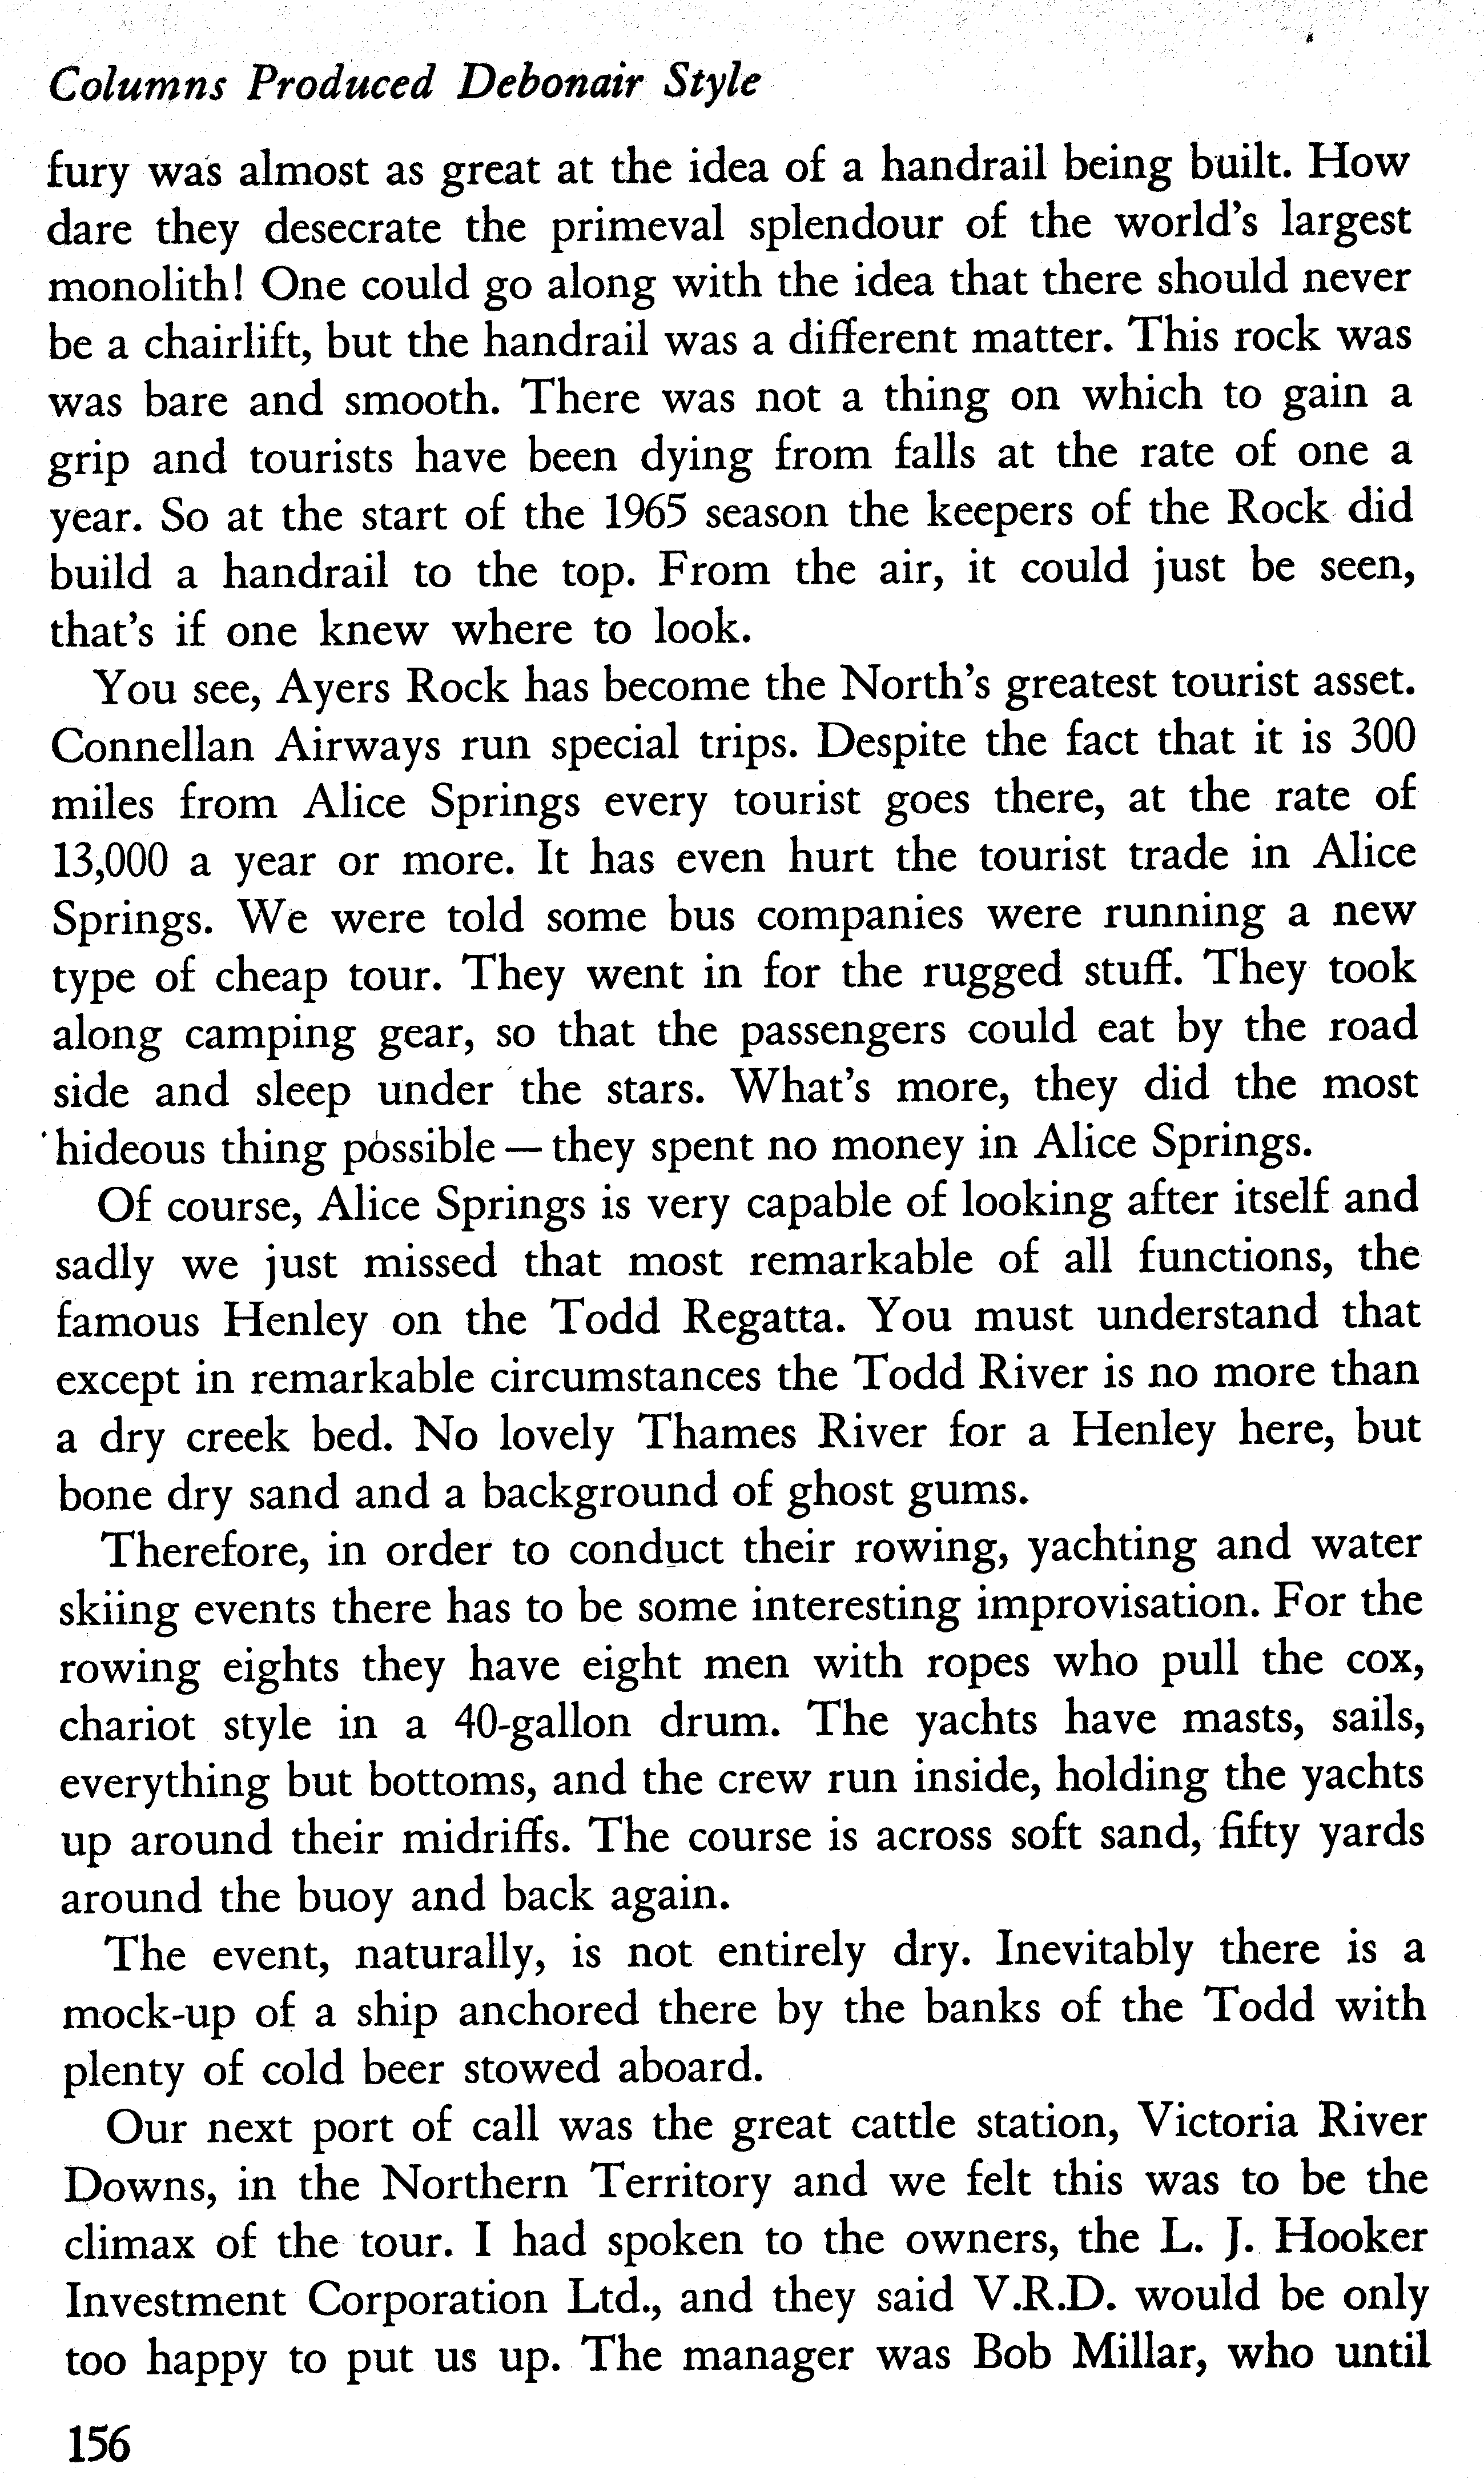 Columns Produced Debonair Style
fury was almost as great at the idea of a handrail being built. How
dare they desecrate the primeval splendour of the world's largest
monolith! One could go along with the idea that there should never
be a chairlift, but the handrail was a different matter. This rock was
was bare and smooth. There was not a thing on which to gain a
grip and tourists have been dying from falls at the rate of one a
year. So at the start of the 1965 season the keepers of the Rock did
build a handrail to the top. From the air, it could just be seen,
that's if one knew where to look.
You see, Ayers Rock has become the North's greatest tourist asset.
Connellan Airways run special trips. Despite the fact that it is 300
miles from Alice Springs every tourist goes there, at the rate of
13,000 a year or more. It has even hurt the tourist trade in Alice
Springs. We were told some bus companies were running a new
type of cheap tour. They went in for the rugged stuff. They took
along camping gear, so that the passengers could eat by the road
side and sleep under the stars. What's more, they did the most
hideous thing possible — they spent no money in Alice Springs.
Of course, Alice Springs is very capable of looking after itself and
sadly we just missed that most remarkable of all functions, the
famous Henley on the Todd Regatta. You must understand that
except in remarkable circumstances the Todd River is no more than
a dry creek bed. No lovely Thames River for a Henley here, but
bone dry sand and a background of ghost gums.
Therefore, in order to conduct their rowing, yachting and water
skiing events there has to be some interesting improvisation. For the
rowing eights they have eight men with ropes who pull the cox,
chariot style in a 40-gallon drum. The yachts have masts, sails,
everything but bottoms, and the crew run inside, holding the yachts
up around their midriffs. The course is across soft sand, fifty yards
around the buoy and back again.
The event, naturally, is not entirely dry. Inevitably there is a
mock-up of a ship anchored there by the banks of the Todd with
plenty of cold beer stowed aboard.
Our next port of call was the great cattle station, Victoria River
Downs, in the Northern Territory and we felt this was to be the
climax of the tour. I had spoken to the owners, the L. J. Hooker
Investment Corporation Ltd., and they said V.R.D. would be only
too happy to put us up. The manager was Bob Millar, who until
156